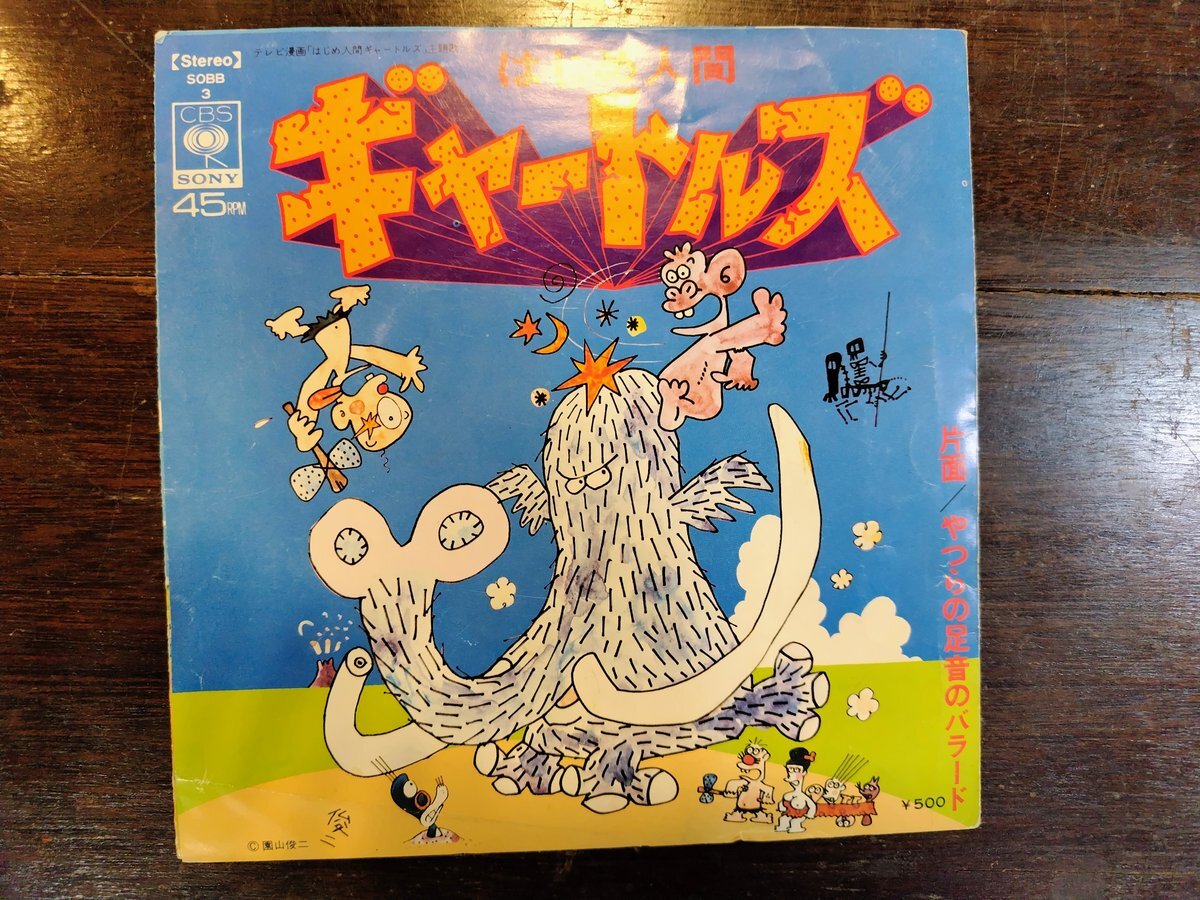 【Stereo】
SOBB
3
CBS
SONY
45RPM
テレビ漫画「はじめ人間ギャートルズ」主題歌
はじめ人間
ギャートルズ
片面/やつらの足音のバラード
¥500
俊二
©園山俊二